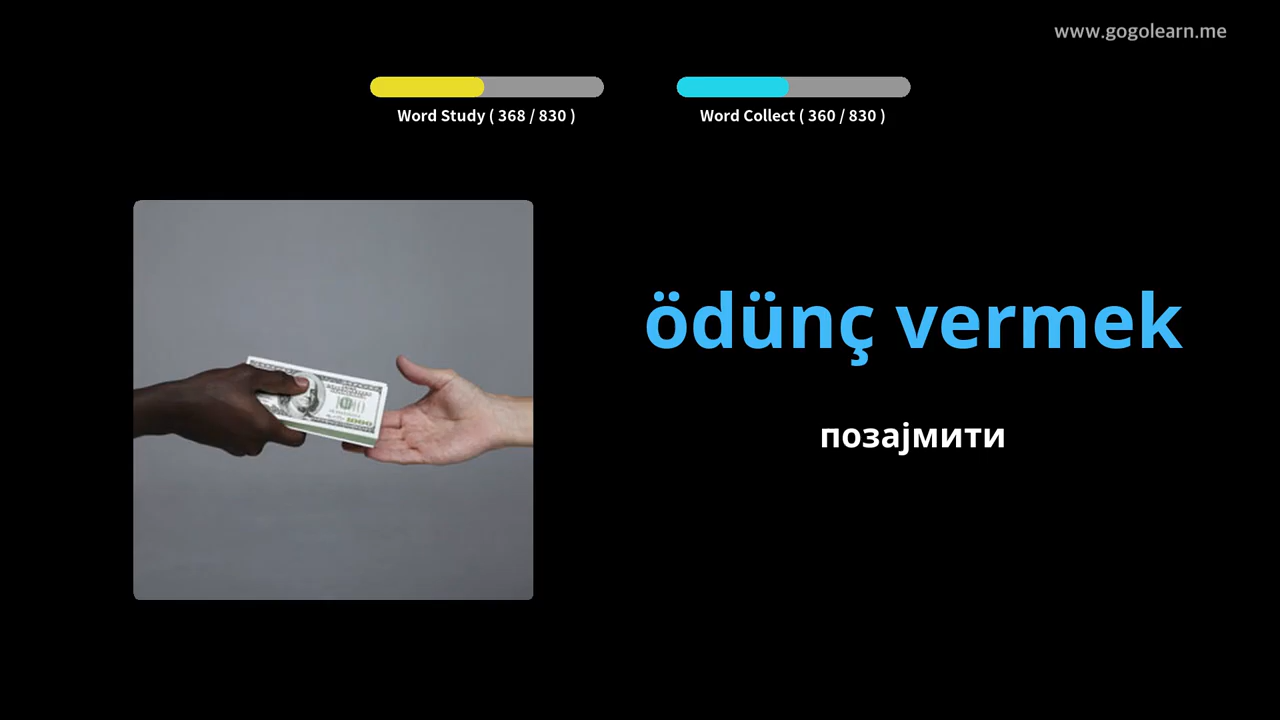 www.gogolearn.me
Word Study ( 368 / 830 )
Word Collect ( 360 / 830 )
ödünç vermek
позајмити